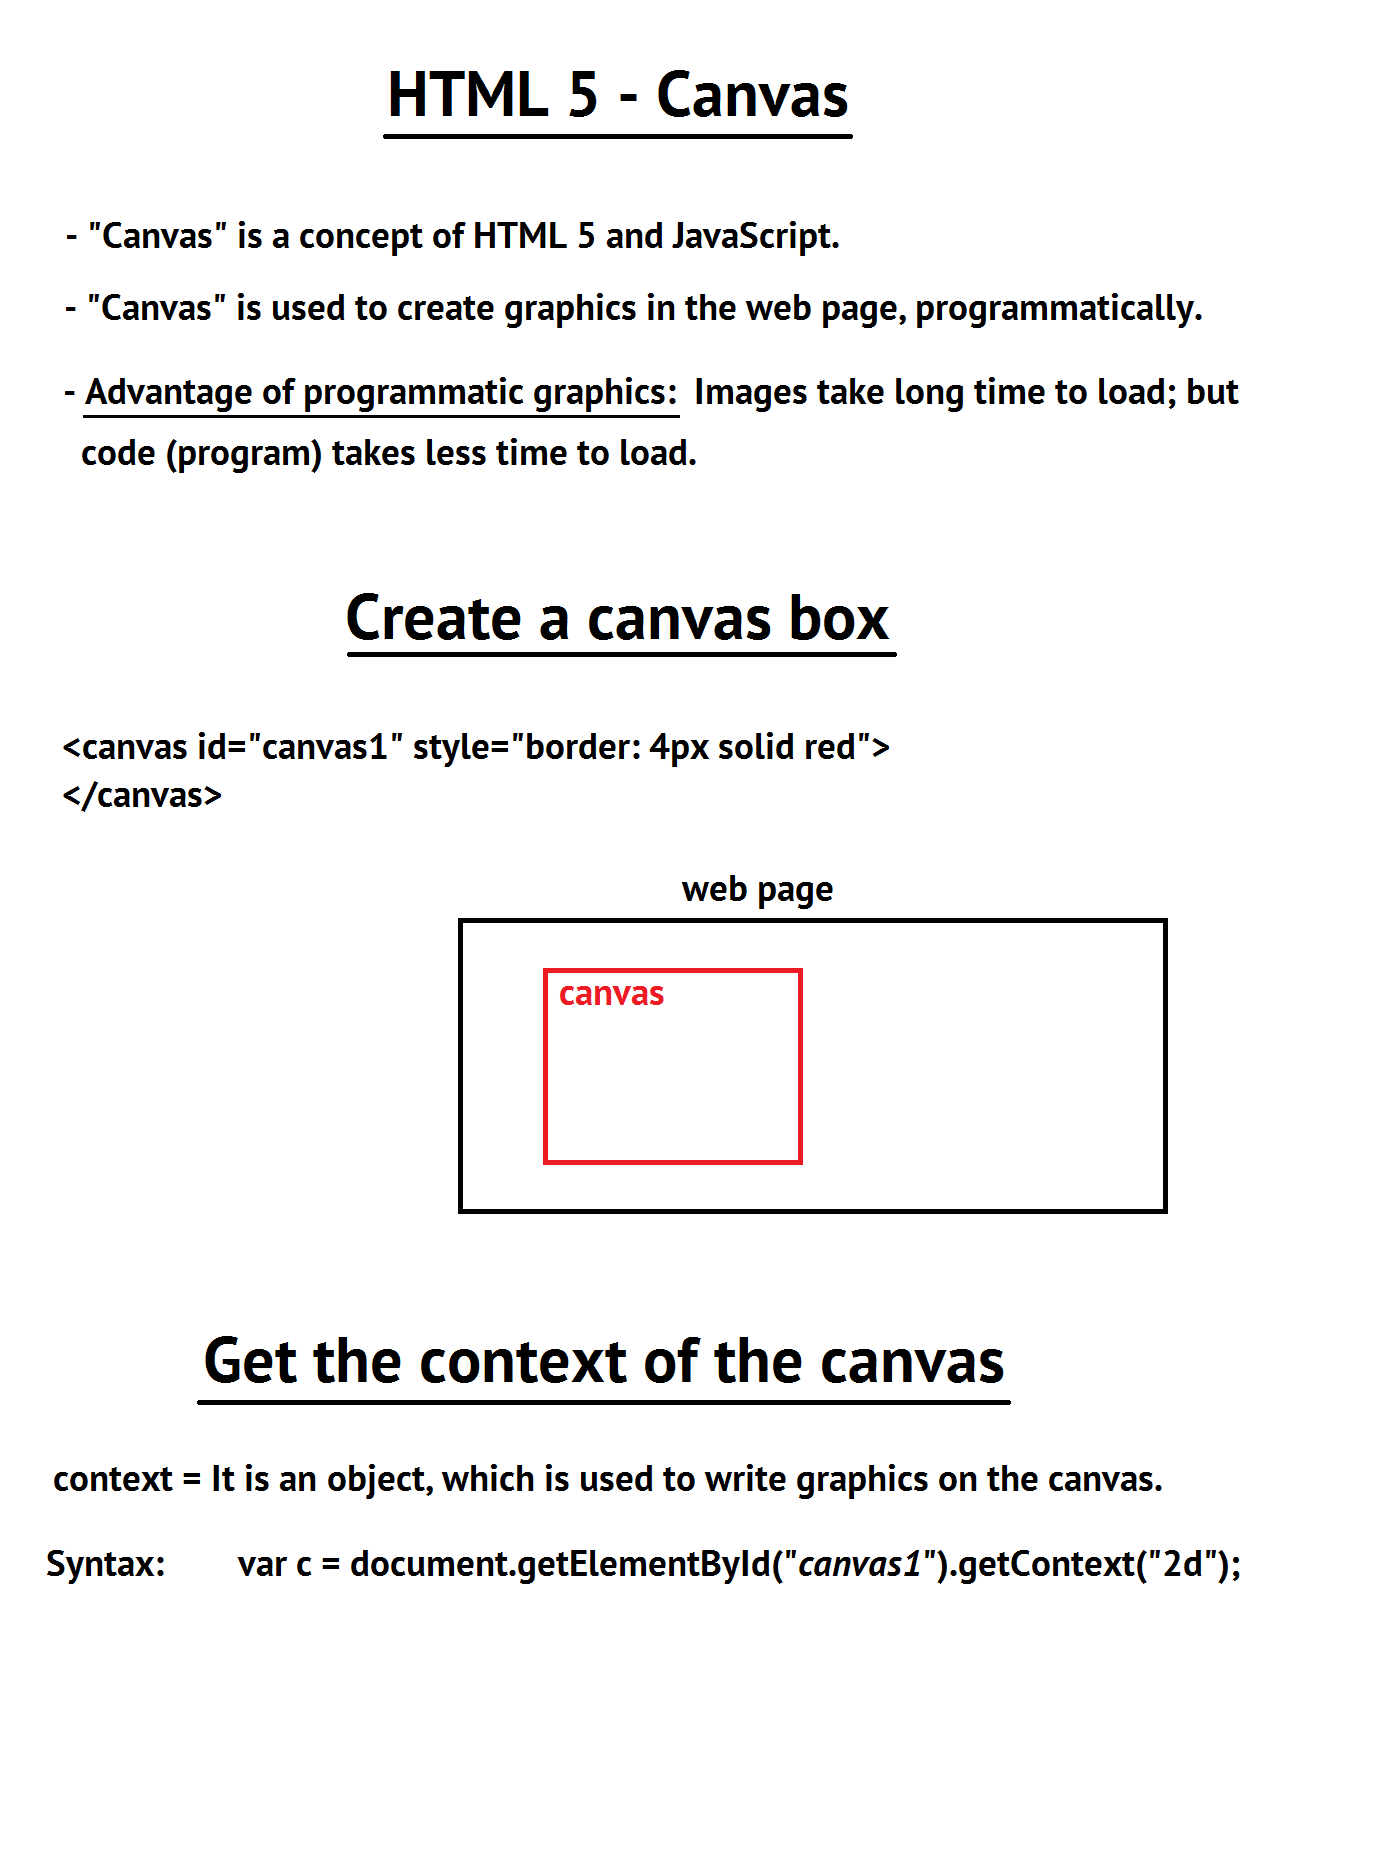 HTML 5 - Canvas
- "Canvas" is a concept of HTML 5 and JavaScript.
- "Canvas" is used to create graphics in the web page, programmatically.
- Advantage of programmatic graphics: Images take long time to load; but
code (program) takes less time to load.
Create a canvas box
<canvas id="canvas1" style="border: 4px solid red">
</canvas>
web page
canvas
Get the context of the canvas
context = It is an object, which is used to write graphics on the canvas.
Syntax: var c = document.getElementById("canvas1").getContext("2d");